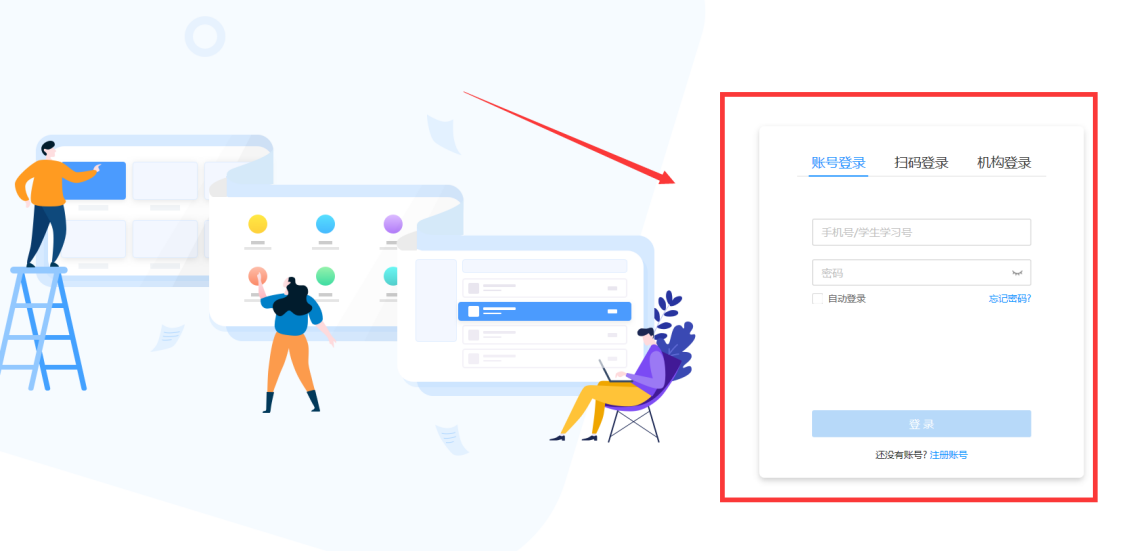 账号登录 扫码登录 机构登录
手机号/学生学习号
密码
自动登录 忘记密码?
登 录
还没有账号? 注册账号